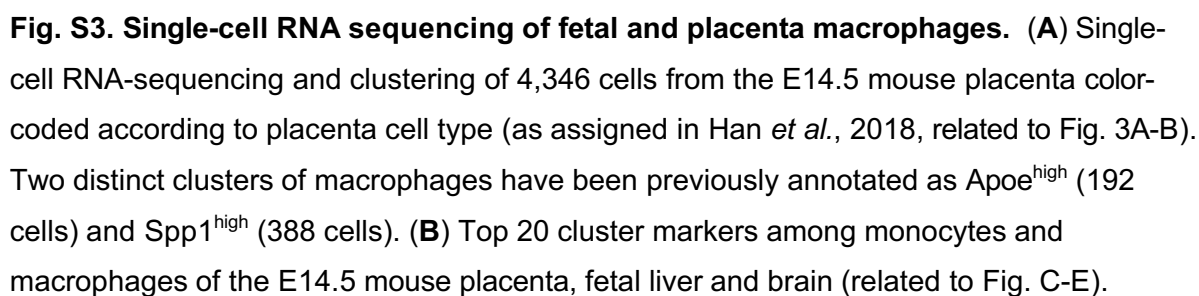 Fig. S3. Single-cell RNA sequencing of fetal and placenta macrophages. (A) Single-
cell RNA-sequencing and clustering of 4,346 cells from the E14.5 mouse placenta color-
coded according to placenta cell type (as assigned in Han et al., 2018, related to Fig. 3A-B).
Two distinct clusters of macrophages have been previously annotated as Apoehigh (192
cells) and Spp1high (388 cells). (B) Top 20 cluster markers among monocytes and
macrophages of the E14.5 mouse placenta, fetal liver and brain (related to Fig. C-E).